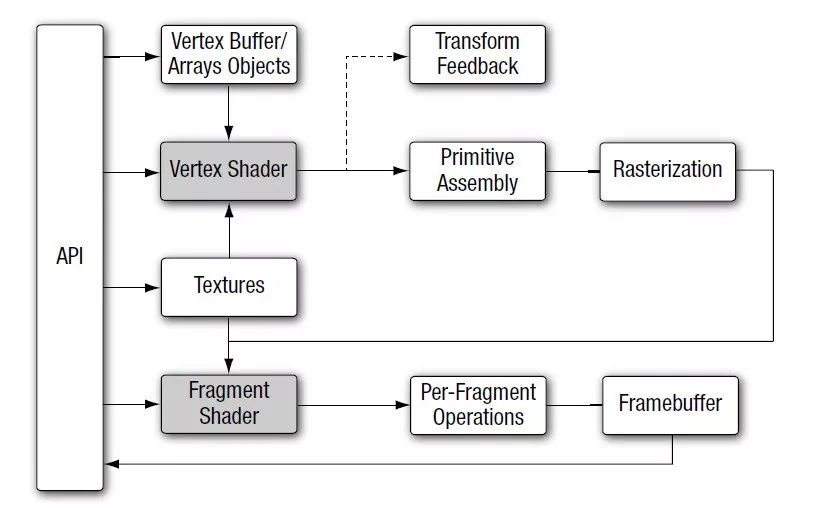 Vertex Buffer/
Arrays Objects
Transform
Feedback
Vertex Shader
Primitive
Assembly
Rasterization
API
Textures
Fragment
Shader
Per-Fragment
Operations
Framebuffer